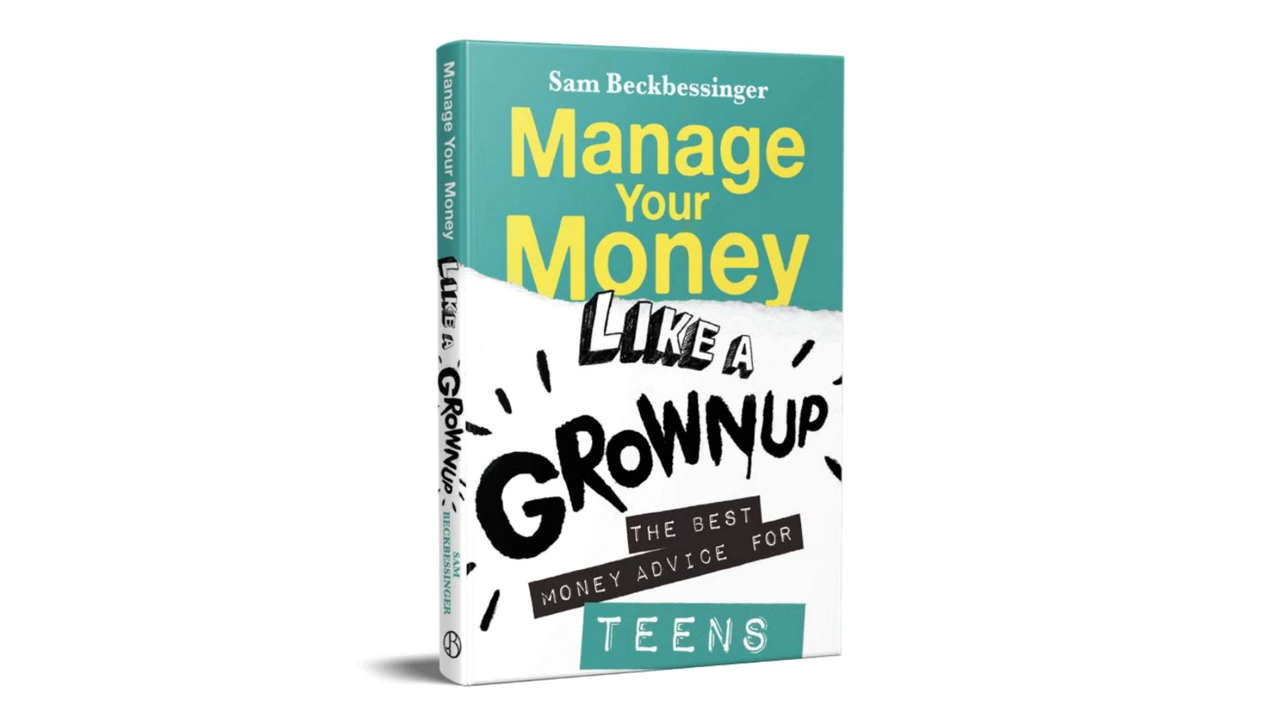 Sam Beckbessinger
Manage
Your
Money
LIKE A
GROWNUP
THE BEST
MONEY ADVICE FOR
TEENS
Manage Your Money
LIKE A
GROWNUP
SAM
BECKBESSINGER